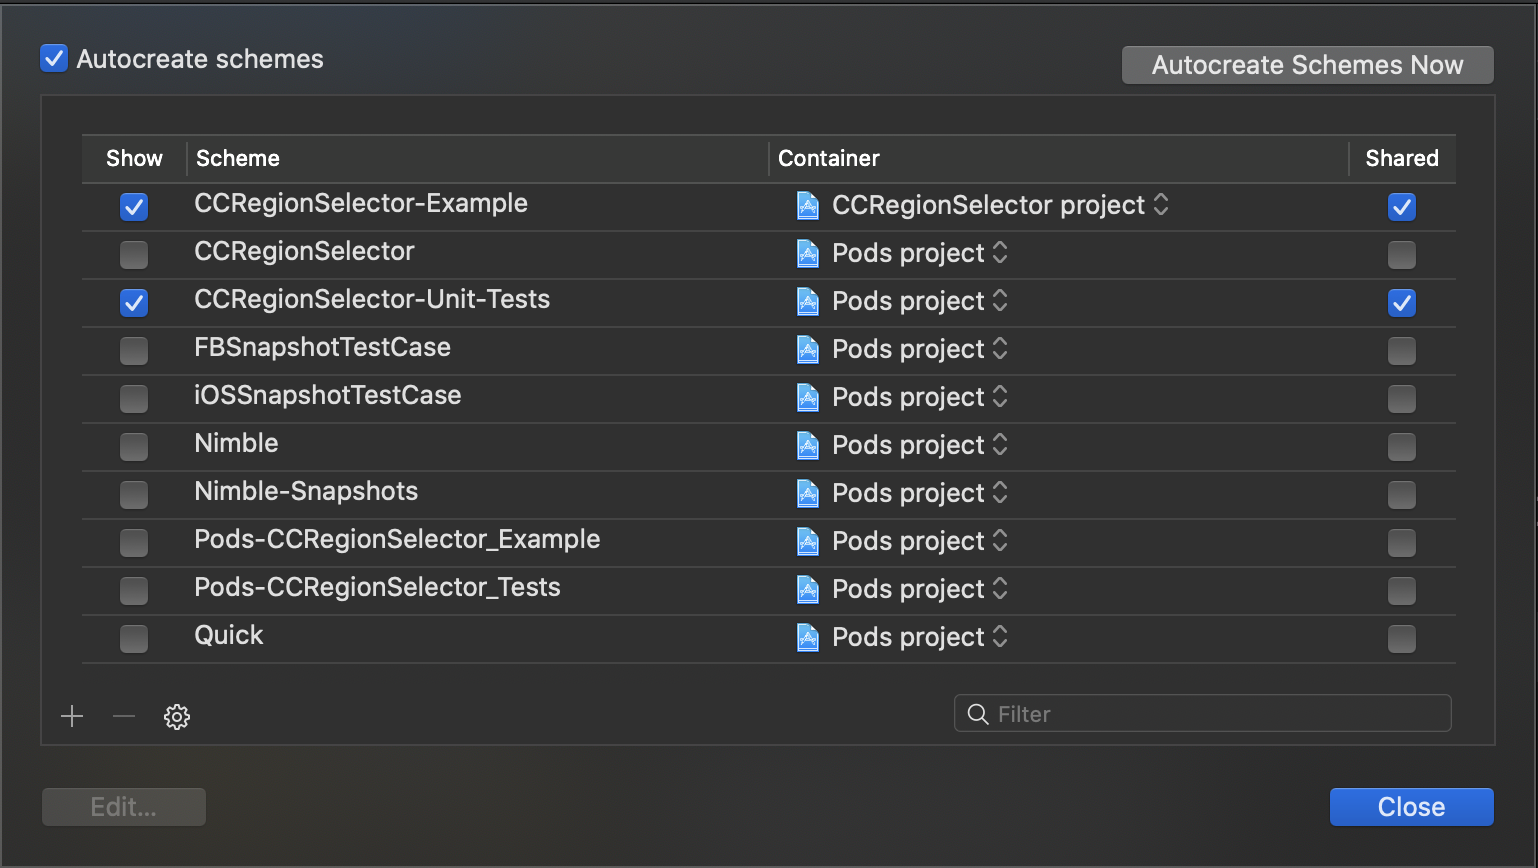 Autocreate schemes
Autocreate Schemes Now
Show Scheme Container Shared
CCRegionSelector-Example CCRegionSelector project
CCRegionSelector Pods project
CCRegionSelector-Unit-Tests Pods project
FBSnapshotTestCase Pods project
iOSSnapshotTestCase Pods project
Nimble Pods project
Nimble-Snapshots Pods project
Pods-CCRegionSelector_Example Pods project
Pods-CCRegionSelector_Tests Pods project
Quick Pods project
Filter
Edit...
Close